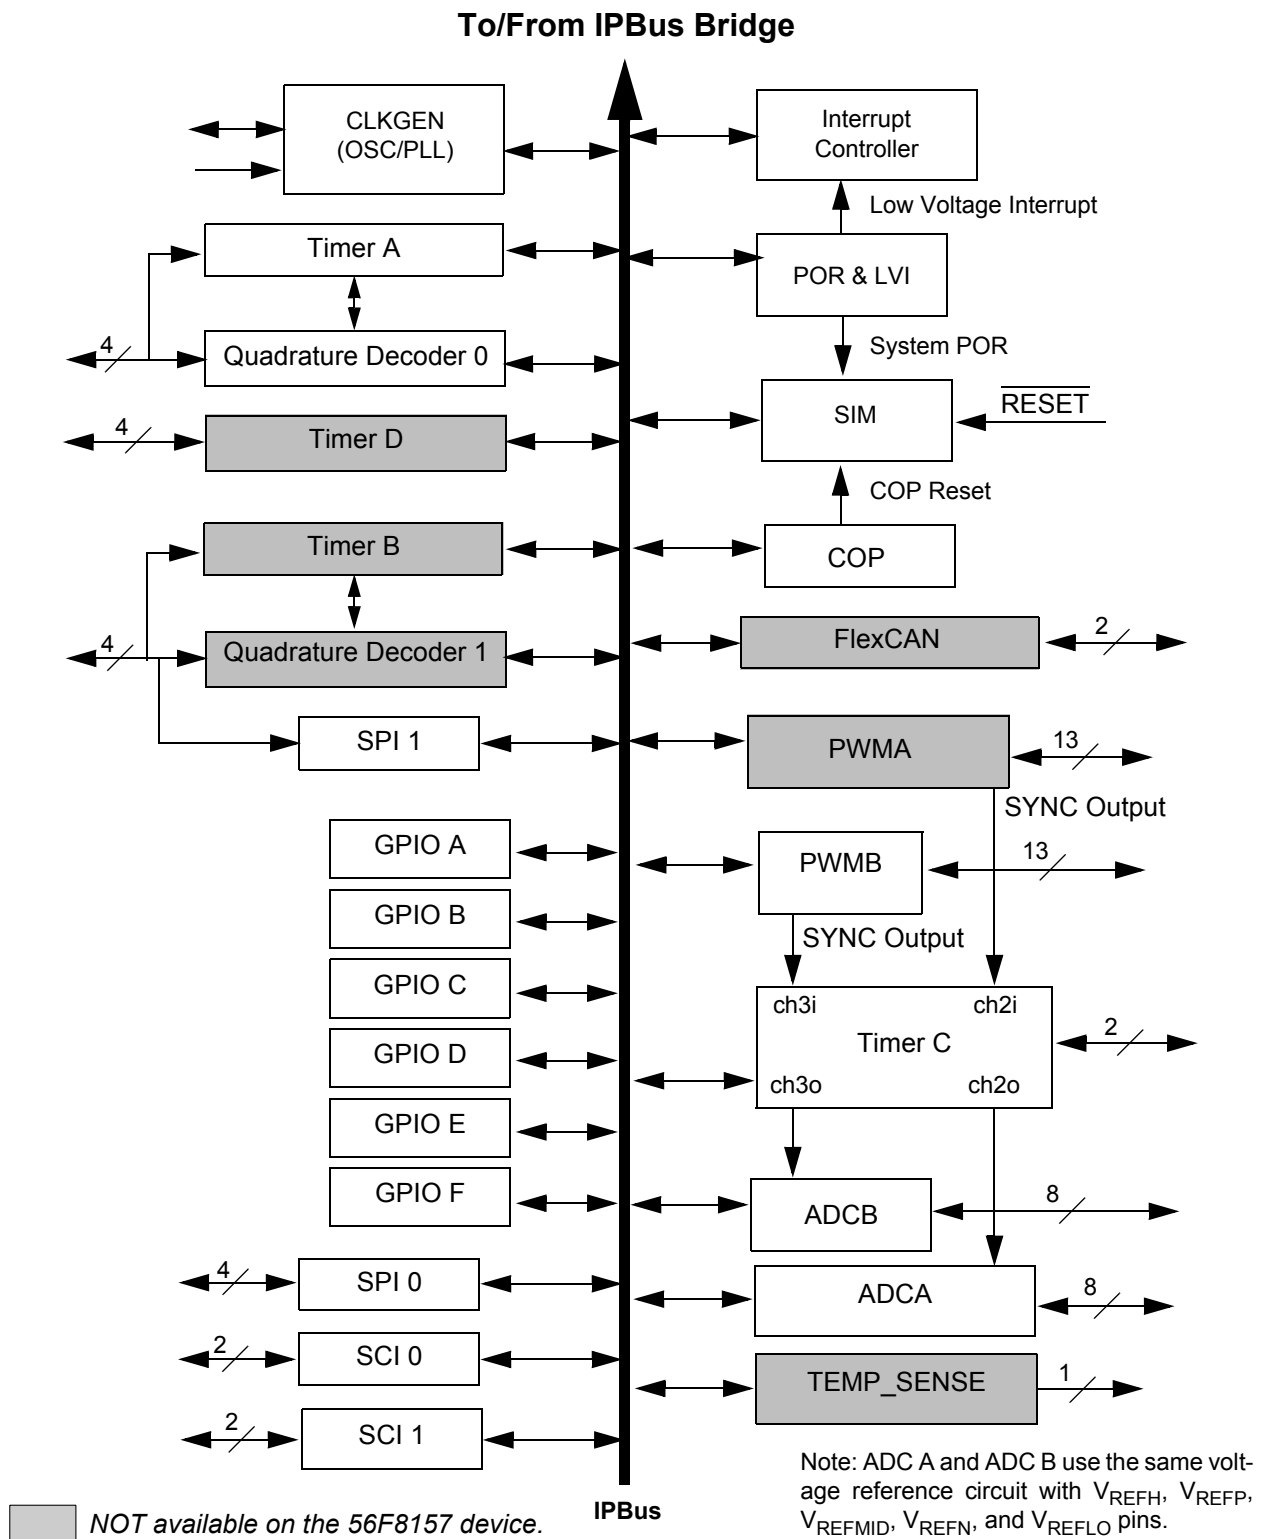 To/From IPBus Bridge
CLKGEN
(OSC/PLL)
Interrupt
Controller
Low Voltage Interrupt
Timer A
POR & LVI
4
Quadrature Decoder 0
System POR
SIM
RESET
4
Timer D
COP Reset
Timer B
COP
4
Quadrature Decoder 1
FlexCAN
2
SPI 1
PWMA
13
SYNC Output
GPIO A
PWMB
13
GPIO B
SYNC Output
GPIO C
ch3i
ch2i
Timer C
2
GPIO D
ch3o
ch2o
GPIO E
GPIO F
ADCB
8
4
SPI 0
ADCA
8
2
SCI 0
TEMP_SENSE
1
2
SCI 1
Note: ADC A and ADC B use the same volt-
age reference circuit with VREFH, VREFP,
VREFMID, VREFN, and VREFLO pins.
IPBus
NOT available on the 56F8157 device.